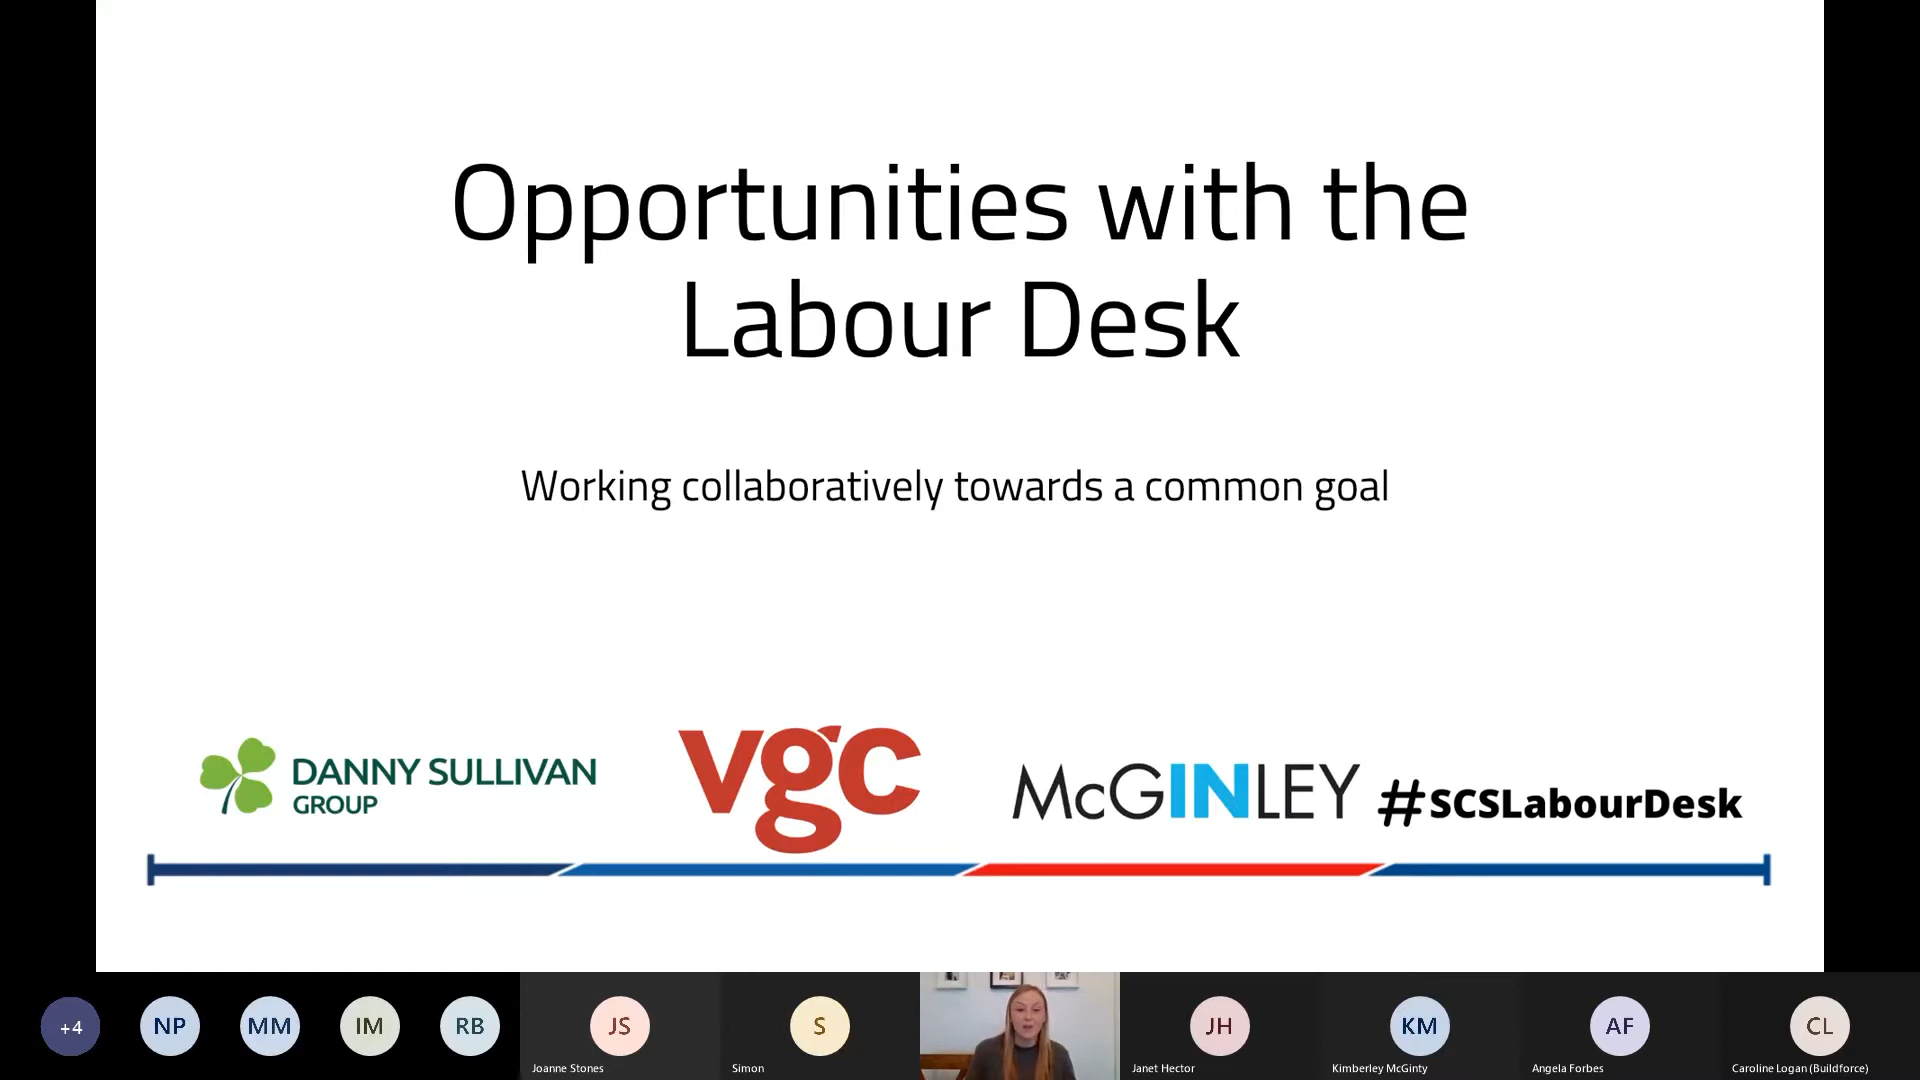 Opportunities with the
Labour Desk
Working collaboratively towards a common goal
DANNY SULLIVAN
GROUP
vgc
McGINLEY
#SCSLabourDesk
+4
NP
MM
IM
RB
JS
Joanne Stones
S
Simon
JH
Janet Hector
KM
Kimberley McGinty
AF
Angela Forbes
CL
Caroline Logan (Buildforce)